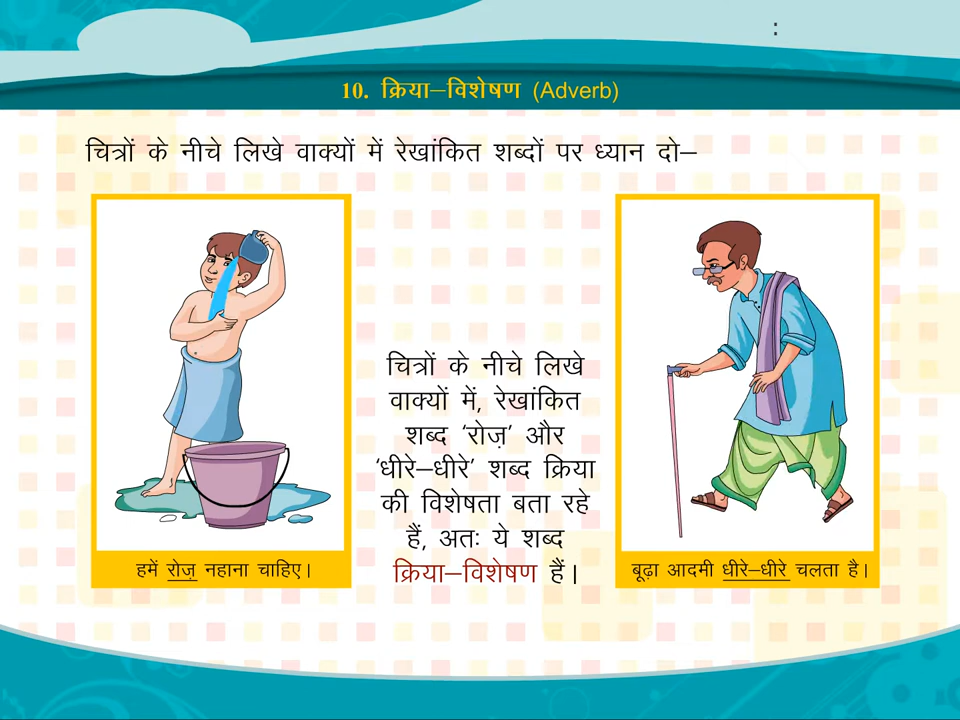 :
10. क्रिया–विशेषण (Adverb)
चित्रों के नीचे लिखे वाक्यों में रेखांकित शब्दों पर ध्यान दो–
चित्रों के नीचे लिखे
वाक्यों में, रेखांकित
शब्द ‘रोज़’ और
‘धीरे–धीरे’ शब्द क्रिया
की विशेषता बता रहे
हैं, अतः ये शब्द
क्रिया–विशेषण हैं।
हमें रोज़ नहाना चाहिए।
बूढ़ा आदमी धीरे–धीरे चलता है।